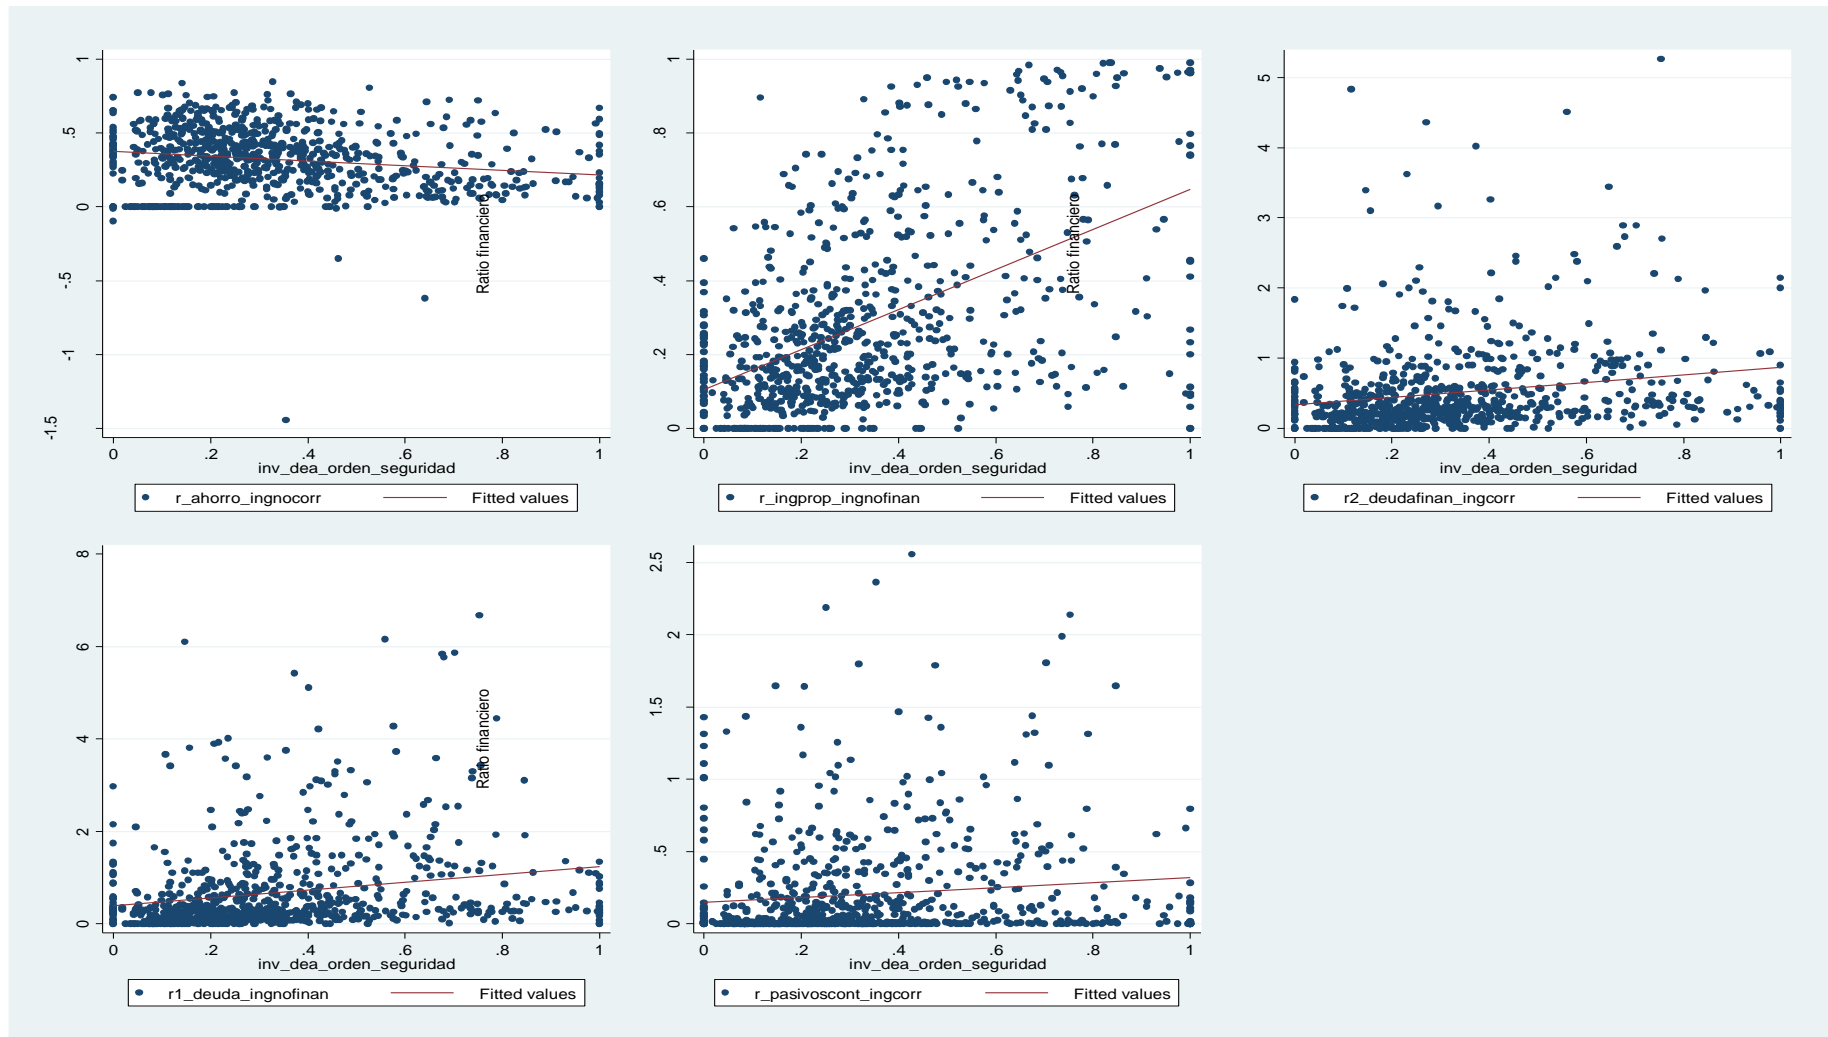 1
.5
0
-.5
-1
-1.5
Ratio financiero
0 .2 .4 .6 .8 1
inv_dea_orden_seguridad
r_ahorro_ingnocorr Fitted values
1
.8
.6
.4
.2
0
Ratio financiero
0 .2 .4 .6 .8 1
inv_dea_orden_seguridad
r_ingprop_ingnofinan Fitted values
5
4
3
2
1
0
0 .2 .4 .6 .8 1
inv_dea_orden_seguridad
r2_deudafinan_ingcorr Fitted values
8
6
4
2
0
Ratio financiero
0 .2 .4 .6 .8 1
inv_dea_orden_seguridad
r1_deuda_ingnofinan Fitted values
2.5
2
1.5
1
.5
0
0 .2 .4 .6 .8 1
inv_dea_orden_seguridad
r_pasivoscont_ingcorr Fitted values